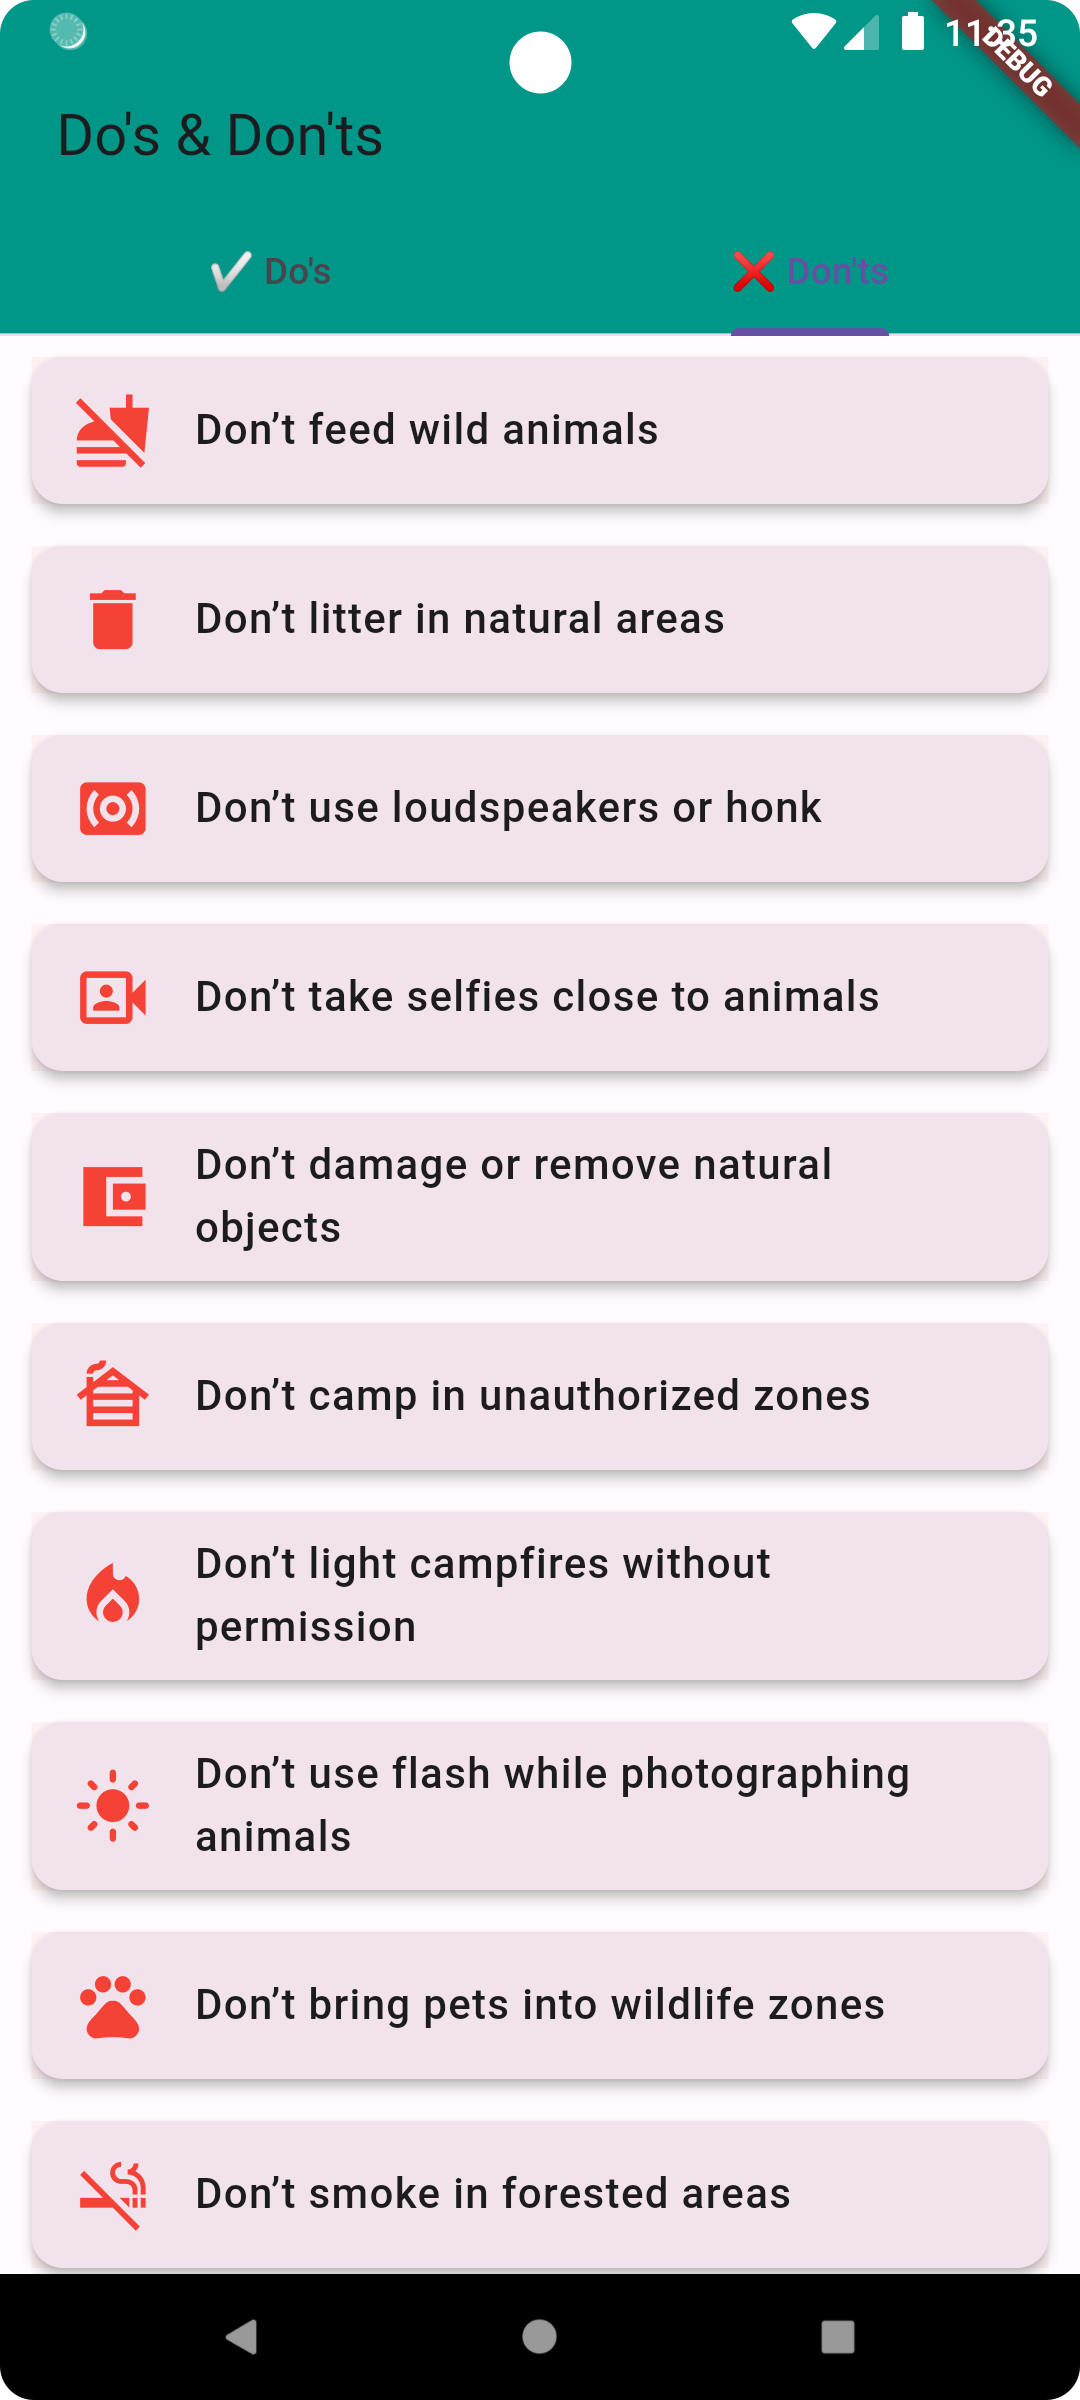 11:35
DEBUG
Do's & Don'ts
✔️ Do's
❌ Don'ts
Don’t feed wild animals
Don’t litter in natural areas
Don’t use loudspeakers or honk
Don’t take selfies close to animals
Don’t damage or remove natural
objects
Don’t camp in unauthorized zones
Don’t light campfires without
permission
Don’t use flash while photographing
animals
Don’t bring pets into wildlife zones
Don’t smoke in forested areas